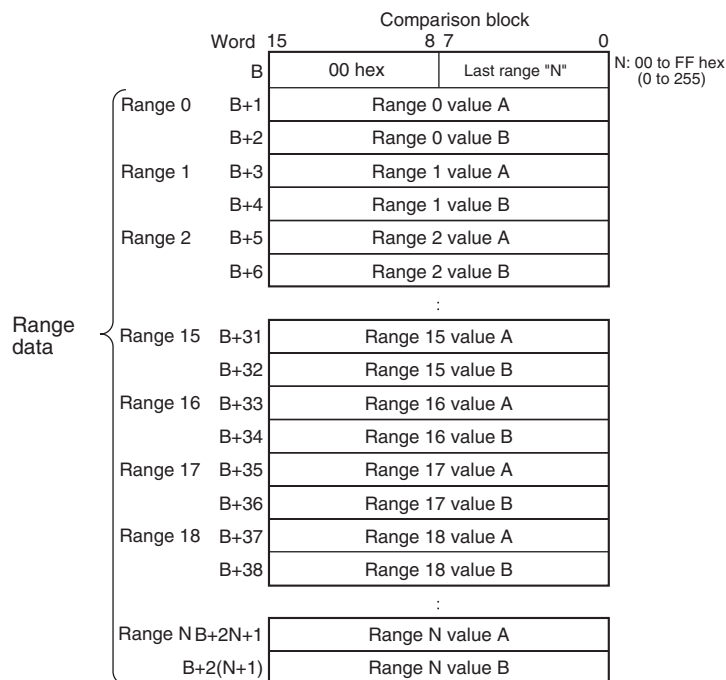 Comparison block
Word 15 8 7 0
B 00 hex Last range "N" N: 00 to FF hex
(0 to 255)
Range 0 B+1 Range 0 value A
B+2 Range 0 value B
Range 1 B+3 Range 1 value A
B+4 Range 1 value B
Range 2 B+5 Range 2 value A
B+6 Range 2 value B
:
Range data
Range 15 B+31 Range 15 value A
B+32 Range 15 value B
Range 16 B+33 Range 16 value A
B+34 Range 16 value B
Range 17 B+35 Range 17 value A
B+36 Range 17 value B
Range 18 B+37 Range 18 value A
B+38 Range 18 value B
:
Range N B+2N+1 Range N value A
B+2(N+1) Range N value B